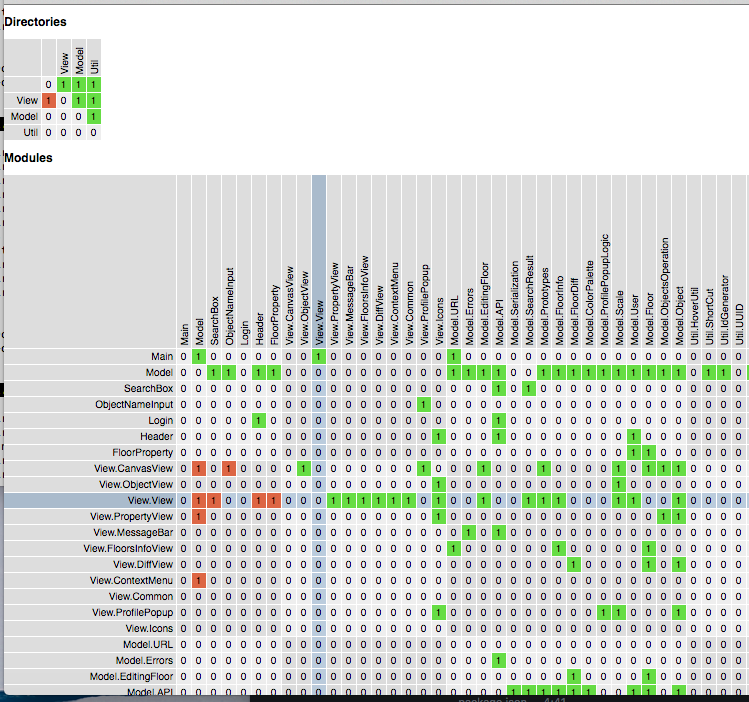 Directories
View
Model
Util
0 1 1 1
View 1 0 1 1
Model 0 0 0 1
Util 0 0 0 0
Modules
Main
Model
SearchBox
ObjectNameInput
Login
Header
FloorProperty
View.CanvasView
View.ObjectView
View.View
View.PropertyView
View.MessageBar
View.FloorsInfoView
View.DiffView
View.ContextMenu
View.Common
View.ProfilePopup
View.Icons
Model.URL
Model.Errors
Model.EditingFloor
Model.API
Model.Serialization
Model.SearchResult
Model.Prototypes
Model.FloorInfo
Model.FloorDiff
Model.ColorPalette
Model.ProfilePopupLogic
Model.Scale
Model.User
Model.Floor
Model.ObjectsOperation
Model.Object
Util.HoverUtil
Util.ShortCut
Util.IdGenerator
Util.UUID
Main 0 1 0 0 0 0 0 0 0 1 0 0 0 0 0 0 0 0 1 0 0 0 0 0 0 0 0 0 0 0 0 0 0 0 0 0 0 0
Model 0 0 1 1 0 1 1 0 0 0 0 0 0 0 0 0 0 0 1 1 1 1 0 0 1 1 1 1 1 1 1 1 1 1 0 1 1 0
SearchBox 0 0 0 0 0 0 0 0 0 0 0 0 0 0 0 0 0 0 0 0 0 1 0 1 0 0 0 0 0 0 0 0 0 0 0 0 0 0
ObjectNameInput 0 0 0 0 0 0 0 0 0 0 0 0 0 0 0 0 1 0 0 0 0 0 0 0 0 0 0 0 0 0 0 0 0 0 0 0 0 0
Login 0 0 0 0 0 1 0 0 0 0 0 0 0 0 0 0 0 0 0 0 0 1 0 0 0 0 0 0 0 0 0 0 0 0 0 0 0 0
Header 0 0 0 0 0 0 0 0 0 0 0 0 0 0 0 0 0 1 0 0 0 1 0 0 0 0 0 0 0 0 1 0 0 0 0 0 0 0
FloorProperty 0 0 0 0 0 0 0 0 0 0 0 0 0 0 0 0 0 0 0 0 0 0 0 0 0 0 0 0 0 0 1 1 0 0 0 0 0 0
View.CanvasView 0 1 0 1 0 0 0 0 1 0 0 0 0 0 0 0 1 0 0 0 1 0 0 0 1 0 0 0 0 1 0 1 1 1 0 0 0 0
View.ObjectView 0 0 0 0 0 0 0 0 0 0 0 0 0 0 0 0 0 1 0 0 0 0 0 0 0 0 0 0 0 1 0 0 0 0 0 0 0 0
View.View 0 1 1 0 0 1 1 0 0 0 1 1 1 1 1 1 0 1 0 0 1 0 0 1 1 1 0 0 0 1 1 0 0 1 0 0 0 0
View.PropertyView 0 1 0 0 0 0 0 0 0 0 0 0 0 0 0 0 0 1 0 0 0 0 0 0 0 0 0 0 0 0 0 0 1 1 0 0 0 0
View.MessageBar 0 0 0 0 0 0 0 0 0 0 0 0 0 0 0 0 0 0 0 1 0 1 0 0 0 0 0 0 0 0 0 0 0 0 0 0 0 0
View.FloorsInfoView 0 0 0 0 0 0 0 0 0 0 0 0 0 0 0 0 0 0 1 0 0 0 0 0 0 1 0 0 0 0 0 1 0 0 0 0 0 0
View.DiffView 0 0 0 0 0 0 0 0 0 0 0 0 0 0 0 0 0 0 0 0 0 0 0 0 0 0 1 0 0 0 0 1 0 1 0 0 0 0
View.ContextMenu 0 1 0 0 0 0 0 0 0 0 0 0 0 0 0 0 0 0 0 0 0 0 0 0 0 0 0 0 0 0 0 0 0 0 0 0 0 0
View.Common 0 0 0 0 0 0 0 0 0 0 0 0 0 0 0 0 0 0 0 0 0 0 0 0 0 0 0 0 0 0 0 0 0 0 0 0 0 0
View.ProfilePopup 0 0 0 0 0 0 0 0 0 0 0 0 0 0 0 0 0 1 0 0 0 0 0 0 0 0 0 0 1 1 0 0 0 1 0 0 0 0
View.Icons 0 0 0 0 0 0 0 0 0 0 0 0 0 0 0 0 0 0 0 0 0 0 0 0 0 0 0 0 0 0 0 0 0 0 0 0 0 0
Model.URL 0 0 0 0 0 0 0 0 0 0 0 0 0 0 0 0 0 0 0 0 0 0 0 0 0 0 0 0 0 0 0 0 0 0 0 0 0 0
Model.Errors 0 0 0 0 0 0 0 0 0 0 0 0 0 0 0 0 0 0 0 0 0 1 0 0 0 0 0 0 0 0 0 0 0 0 0 0 0 0
Model.EditingFloor 0 0 0 0 0 0 0 0 0 0 0 0 0 0 0 0 0 0 0 0 0 0 0 0 0 0 1 0 0 0 0 1 0 0 0 0 0 0
Model.API 0 0 0 0 0 0 0 0 0 0 0 0 0 0 0 0 0 0 0 0 0 0 1 1 1 1 1 1 0 0 1 1 0 1 0 0 0 0